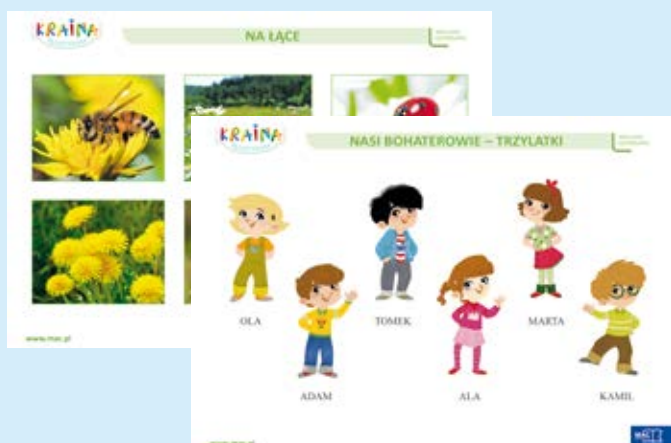 KRAINA
NA ŁĄCE
www.mac.pl
KRAINA
NASI BOHATEROWIE – TRZYLATKI
OLA
TOMEK
MARTA
ADAM
ALA
KAMIL